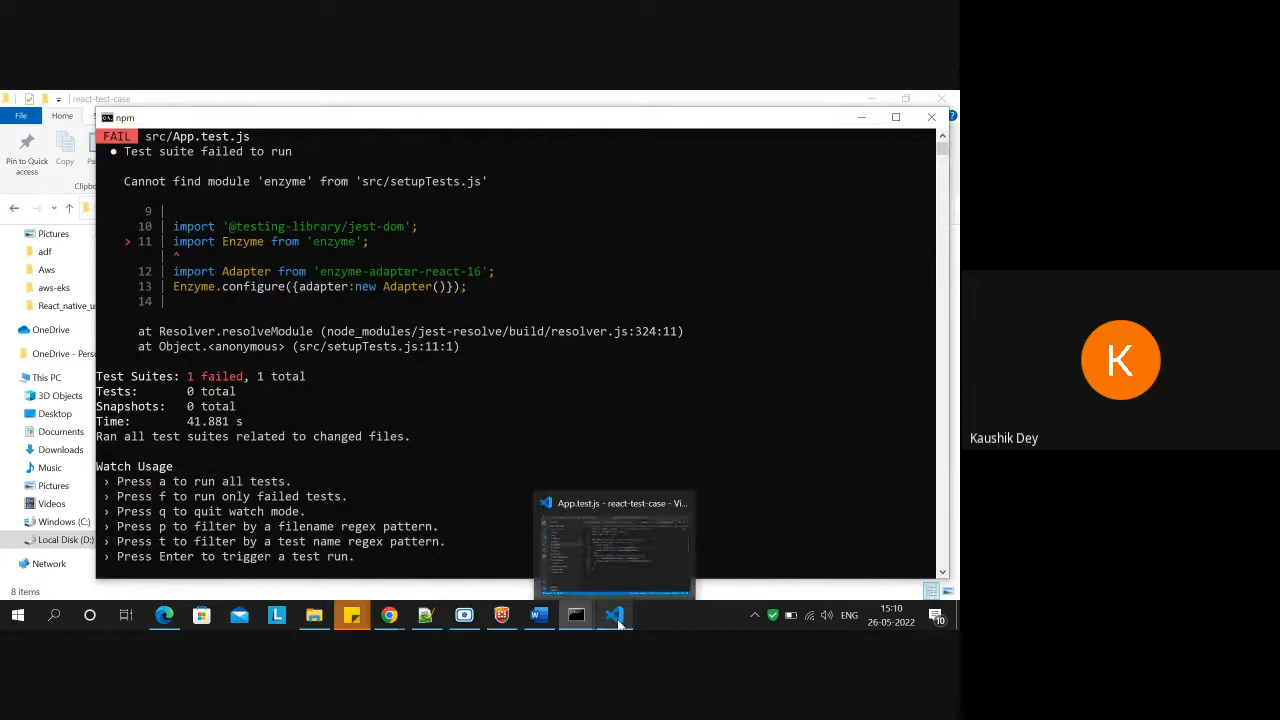 react-test-case
File
Home
Pin to Quick
access
Copy
Paste
Clipb
npm
FAIL src/App.test.js
● Test suite failed to run
Cannot find module 'enzyme' from 'src/setupTests.js'
9 |
10 | import '@testing-library/jest-dom';
> 11 | import Enzyme from 'enzyme';
| ^
12 | import Adapter from 'enzyme-adapter-react-16';
13 | Enzyme.configure({adapter:new Adapter()});
14 |
at Resolver.resolveModule (node_modules/jest-resolve/build/resolver.js:324:11)
at Object.<anonymous> (src/setupTests.js:11:1)
Test Suites: 1 failed, 1 total
Tests: 0 total
Snapshots: 0 total
Time: 41.881 s
Ran all test suites related to changed files.
Watch Usage
› Press a to run all tests.
› Press f to run only failed tests.
› Press q to quit watch mode.
› Press p to filter by a filename regex pattern.
› Press t to filter by a test name regex pattern.
› Press Enter to trigger a test run.
Pictures
adf
Aws
aws-eks
React_native_u
OneDrive
OneDrive - Pers
This PC
3D Objects
Desktop
Documents
Downloads
Music
Pictures
Videos
Windows (C:)
Local Disk (D:)
Network
8 items
App.test.js - react-test-case - Vi...
ENG
15:10
26-05-2022
10
K
Kaushik Dey